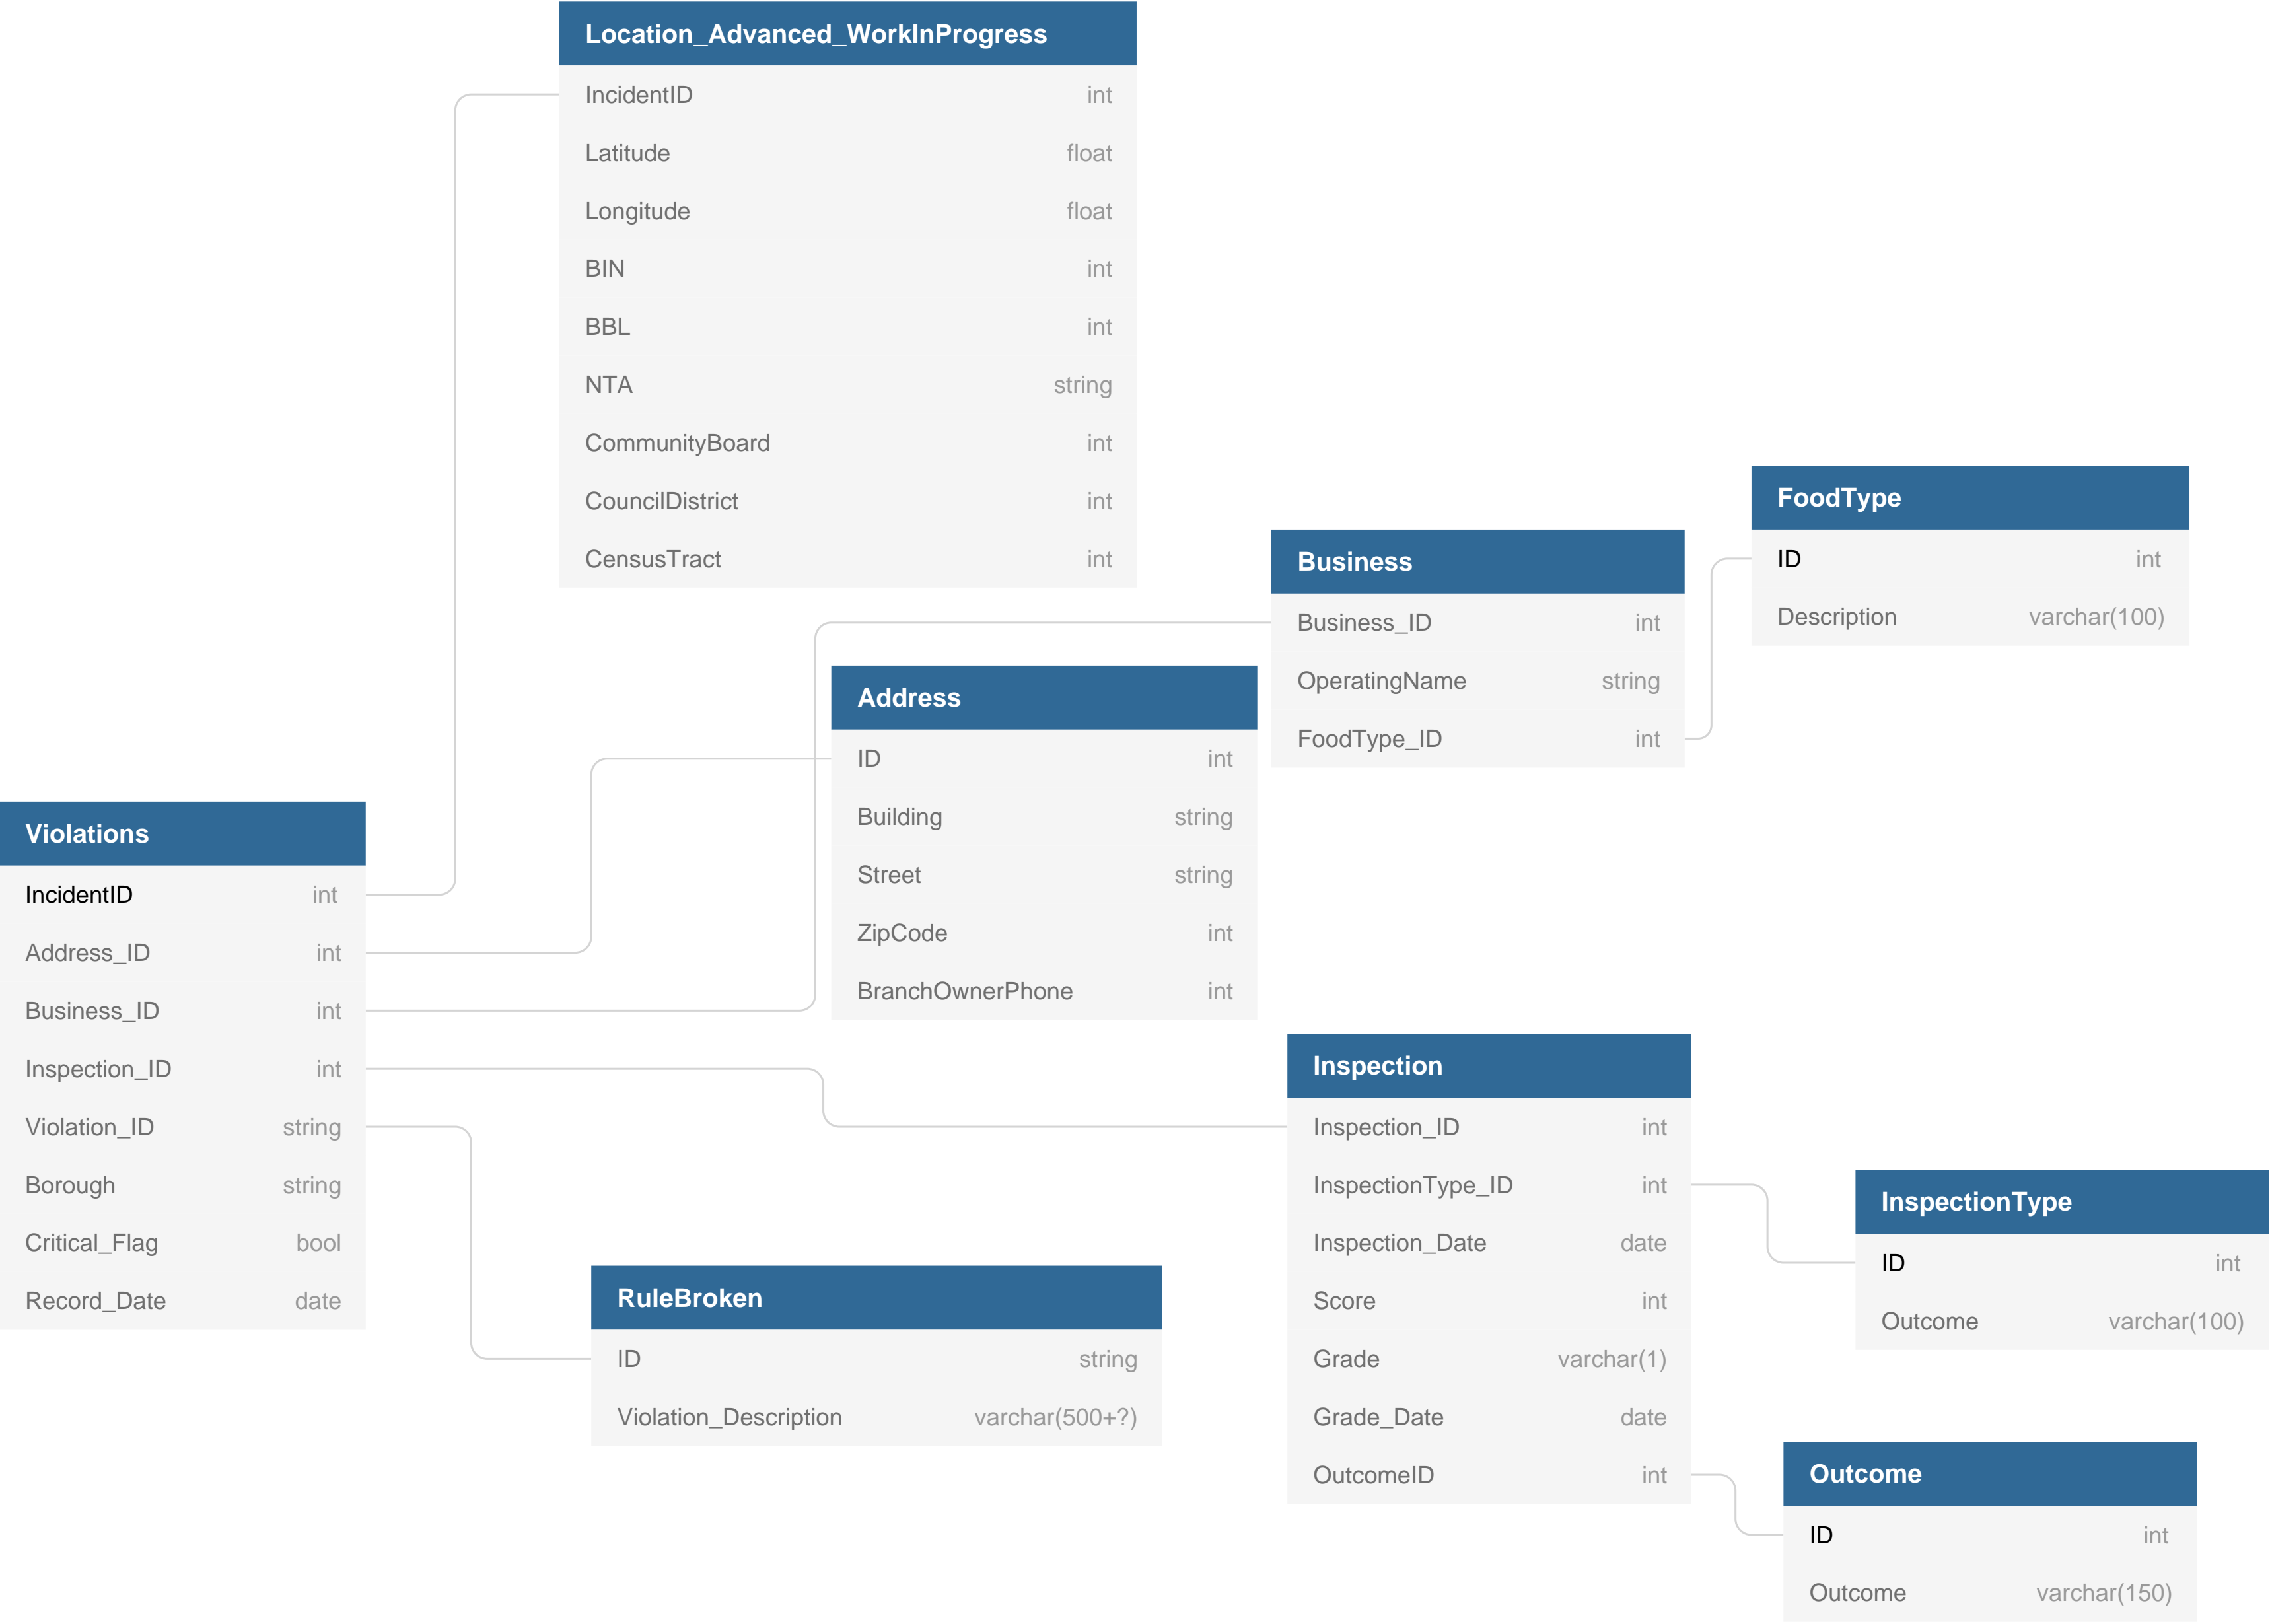 Location_Advanced_WorkInProgress
IncidentID int
Latitude float
Longitude float
BIN int
BBL int
NTA string
CommunityBoard int
CouncilDistrict int
CensusTract int
FoodType
ID int
Description varchar(100)
Business
Business_ID int
OperatingName string
FoodType_ID int
Address
ID int
Building string
Street string
ZipCode int
BranchOwnerPhone int
Violations
IncidentID int
Address_ID int
Business_ID int
Inspection_ID int
Violation_ID string
Borough string
Critical_Flag bool
Record_Date date
Inspection
Inspection_ID int
InspectionType_ID int
Inspection_Date date
Score int
Grade varchar(1)
Grade_Date date
OutcomeID int
InspectionType
ID int
Outcome varchar(100)
RuleBroken
ID string
Violation_Description varchar(500+?)
Outcome
ID int
Outcome varchar(150)